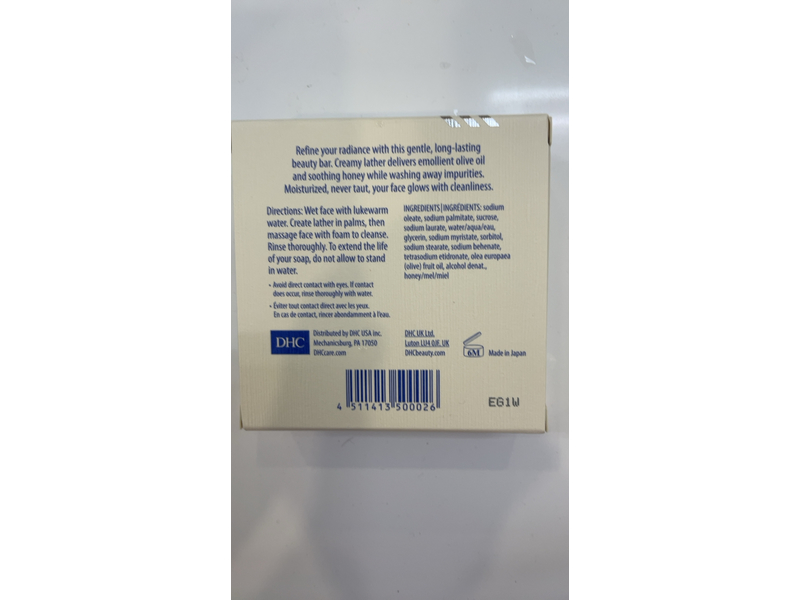 Refine your radiance with this gentle, long-lasting
beauty bar. Creamy lather delivers emollient olive oil
and soothing honey while washing away impurities.
Moisturized, never taut, your face glows with cleanliness.
Directions: Wet face with lukewarm
water. Create lather in palms, then
massage face with foam to cleanse.
Rinse thoroughly. To extend the life
of your soap, do not allow to stand
in water.
• Avoid direct contact with eyes. If contact
does occur, rinse thoroughly with water.
• Éviter tout contact direct avec les yeux.
En cas de contact, rincer abondamment à l'eau.
INGREDIENTS|INGRÉDIENTS: sodium
oleate, sodium palmitate, sucrose,
sodium laurate, water/aqua/eau,
glycerin, sodium myristate, sorbitol,
sodium stearate, sodium behenate,
tetrasodium etidronate, olea europaea
(olive) fruit oil, alcohol denat.,
honey/mel/miel
DHC
Distributed by DHC USA Inc.
Mechanicsburg, PA 17050
DHCcare.com
DHC UK Ltd.
Luton LU4 0JF, UK
DHCbeauty.com
6M
Made in Japan
4 511413 500026
EG1W